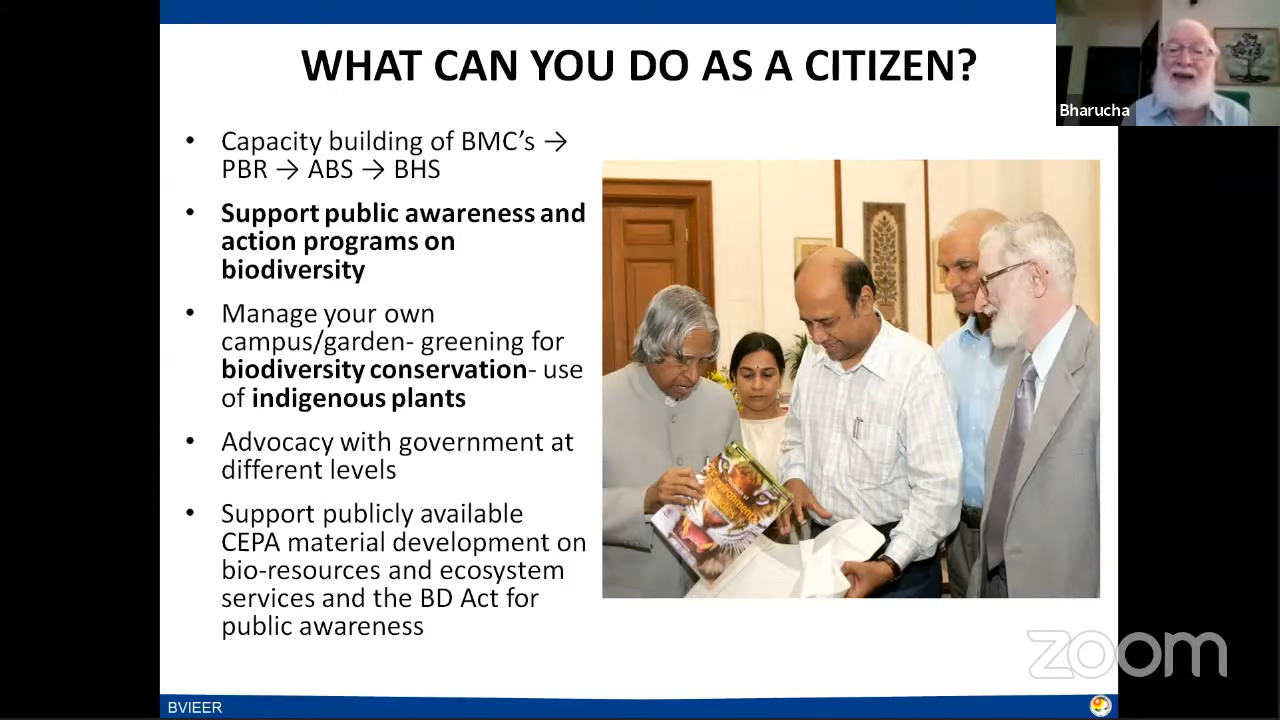 WHAT CAN YOU DO AS A CITIZEN?
Bharucha
• Capacity building of BMC’s →
PBR → ABS → BHS
• Support public awareness and
action programs on
biodiversity
• Manage your own
campus/garden- greening for
biodiversity conservation- use
of indigenous plants
• Advocacy with government at
different levels
• Support publicly available
CEPA material development on
bio-resources and ecosystem
services and the BD Act for
public awareness
Environmental
Studies
zoom
BVIEER